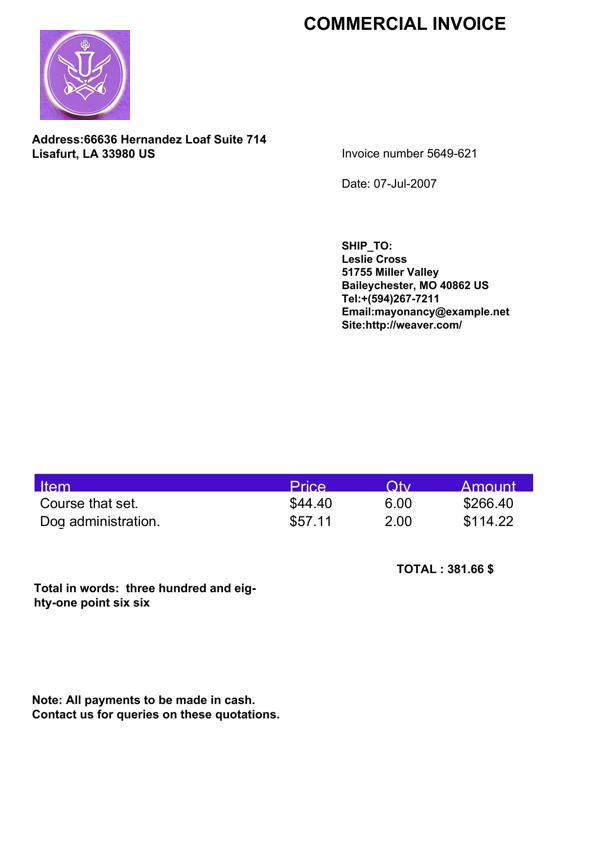 COMMERCIAL INVOICE
Address:66636 Hernandez Loaf Suite 714
Lisafurt, LA 33980 US
Invoice number 5649-621
Date: 07-Jul-2007
SHIP_TO:
Leslie Cross
51755 Miller Valley
Baileychester, MO 40862 US
Tel:+(594)267-7211
Email:mayonancy@example.net
Site:http://weaver.com/
Item Price Qty Amount
Course that set. $44.40 6.00 $266.40
Dog administration. $57.11 2.00 $114.22
TOTAL : 381.66 $
Total in words:  three hundred and eig-
hty-one point six six
Note: All payments to be made in cash.
Contact us for queries on these quotations.